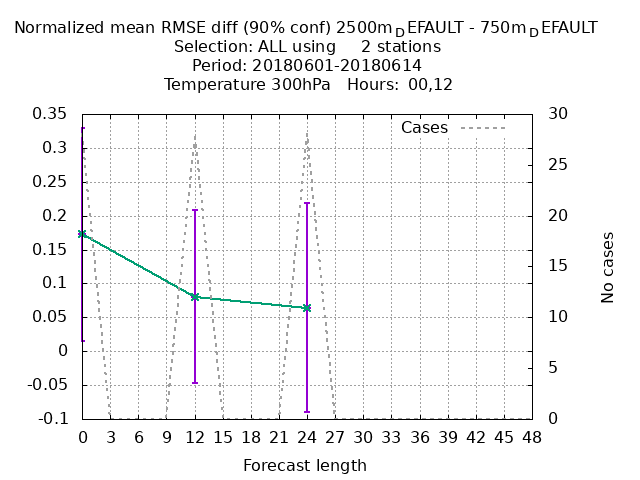 Normalized mean RMSE diff (90% conf) 2500mDEFAULT - 750mDEFAULT
Selection: ALL using 2 stations
Period: 20180601-20180614
Temperature 300hPa Hours: 00,12
Cases
0.35
0.3
0.25
0.2
0.15
0.1
0.05
0
-0.05
-0.1
30
25
20
15
10
5
0
No cases
0 3 6 9 12 15 18 21 24 27 30 33 36 39 42 45 48
Forecast length